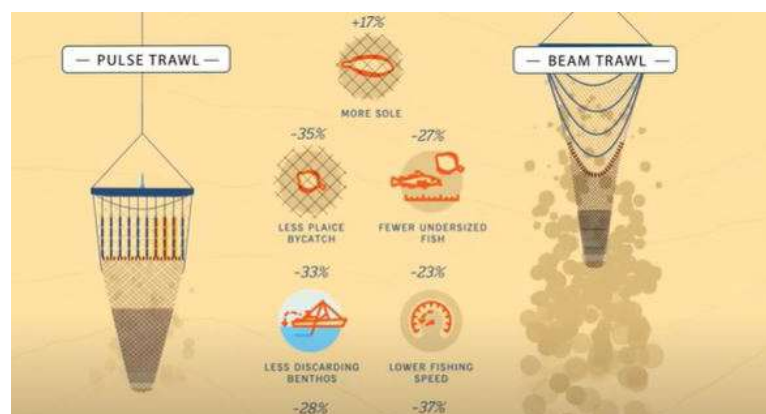 +17%
— PULSE TRAWL —
— BEAM TRAWL —
MORE SOLE
-35%
-27%
LESS PLAICE
BYCATCH
FEWER UNDERSIZED
FISH
-33%
-23%
LESS DISCARDING
BENTHOS
LOWER FISHING
SPEED
-28%
-37%